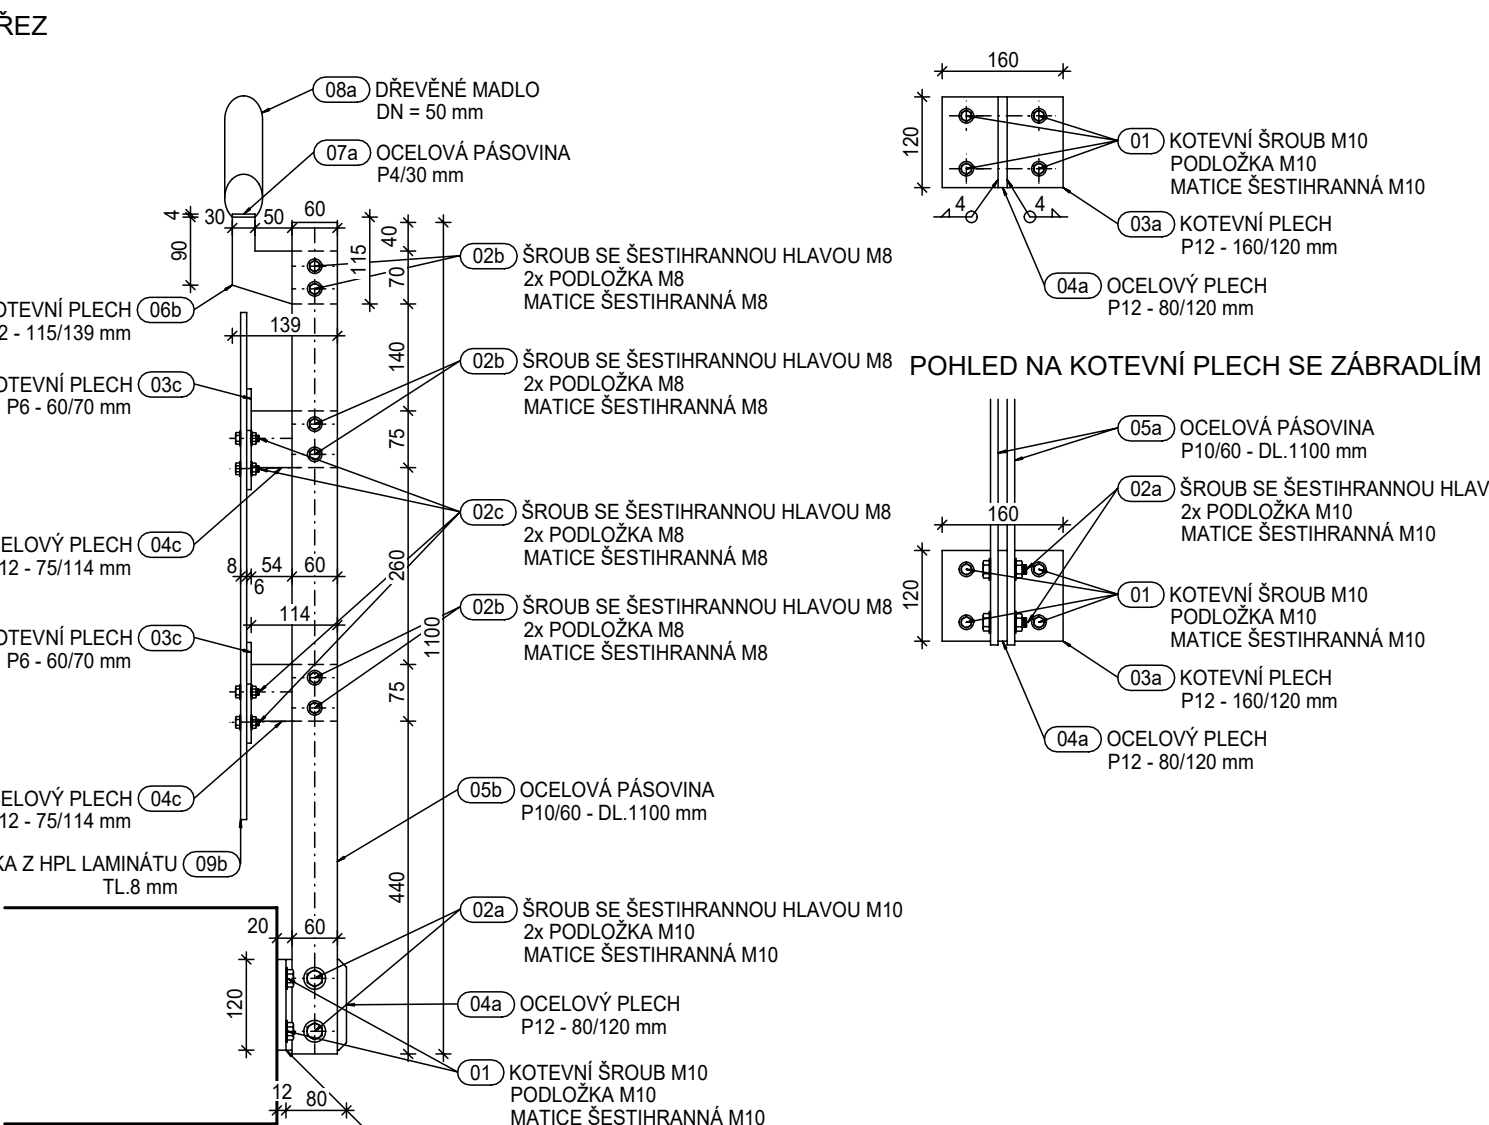 ŘEZ
08a DŘEVĚNÉ MADLO
DN = 50 mm
07a OCELOVÁ PÁSOVINA
P4/30 mm
4 30 50 60
90
115
40
70
02b ŠROUB SE ŠESTIHRANNOU HLAVOU M8
2x PODLOŽKA M8
MATICE ŠESTIHRANNÁ M8
OTEVNÍ PLECH 06b
2 - 115/139 mm
139
140
02b ŠROUB SE ŠESTIHRANNOU HLAVOU M8
2x PODLOŽKA M8
MATICE ŠESTIHRANNÁ M8
OTEVNÍ PLECH 03c
P6 - 60/70 mm
75
02c ŠROUB SE ŠESTIHRANNOU HLAVOU M8
2x PODLOŽKA M8
MATICE ŠESTIHRANNÁ M8
ELOVÝ PLECH 04c
12 - 75/114 mm
8 54 60
6
260
114
1100
02b ŠROUB SE ŠESTIHRANNOU HLAVOU M8
2x PODLOŽKA M8
MATICE ŠESTIHRANNÁ M8
OTEVNÍ PLECH 03c
P6 - 60/70 mm
75
ELOVÝ PLECH 04c
12 - 75/114 mm
05b OCELOVÁ PÁSOVINA
P10/60 - DL.1100 mm
KA Z HPL LAMINÁTU 09b
TL.8 mm
440
20 60
02a ŠROUB SE ŠESTIHRANNOU HLAVOU M10
2x PODLOŽKA M10
MATICE ŠESTIHRANNÁ M10
120
04a OCELOVÝ PLECH
P12 - 80/120 mm
01 KOTEVNÍ ŠROUB M10
PODLOŽKA M10
MATICE ŠESTIHRANNÁ M10
12 80
160
120
01 KOTEVNÍ ŠROUB M10
PODLOŽKA M10
MATICE ŠESTIHRANNÁ M10
4 4
03a KOTEVNÍ PLECH
P12 - 160/120 mm
04a OCELOVÝ PLECH
P12 - 80/120 mm
POHLED NA KOTEVNÍ PLECH SE ZÁBRADLÍM
05a OCELOVÁ PÁSOVINA
P10/60 - DL.1100 mm
02a ŠROUB SE ŠESTIHRANNOU HLAV
2x PODLOŽKA M10
MATICE ŠESTIHRANNÁ M10
160
120
01 KOTEVNÍ ŠROUB M10
PODLOŽKA M10
MATICE ŠESTIHRANNÁ M10
03a KOTEVNÍ PLECH
P12 - 160/120 mm
04a OCELOVÝ PLECH
P12 - 80/120 mm